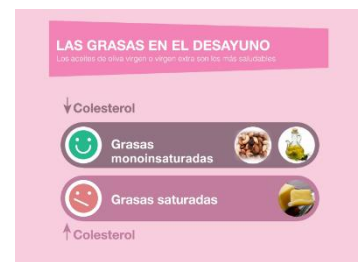 LAS GRASAS EN EL DESAYUNO
Los aceites de oliva virgen o virgen extra son los más saludables
Colesterol
Grasas
monoinsaturadas
Grasas saturadas
Colesterol